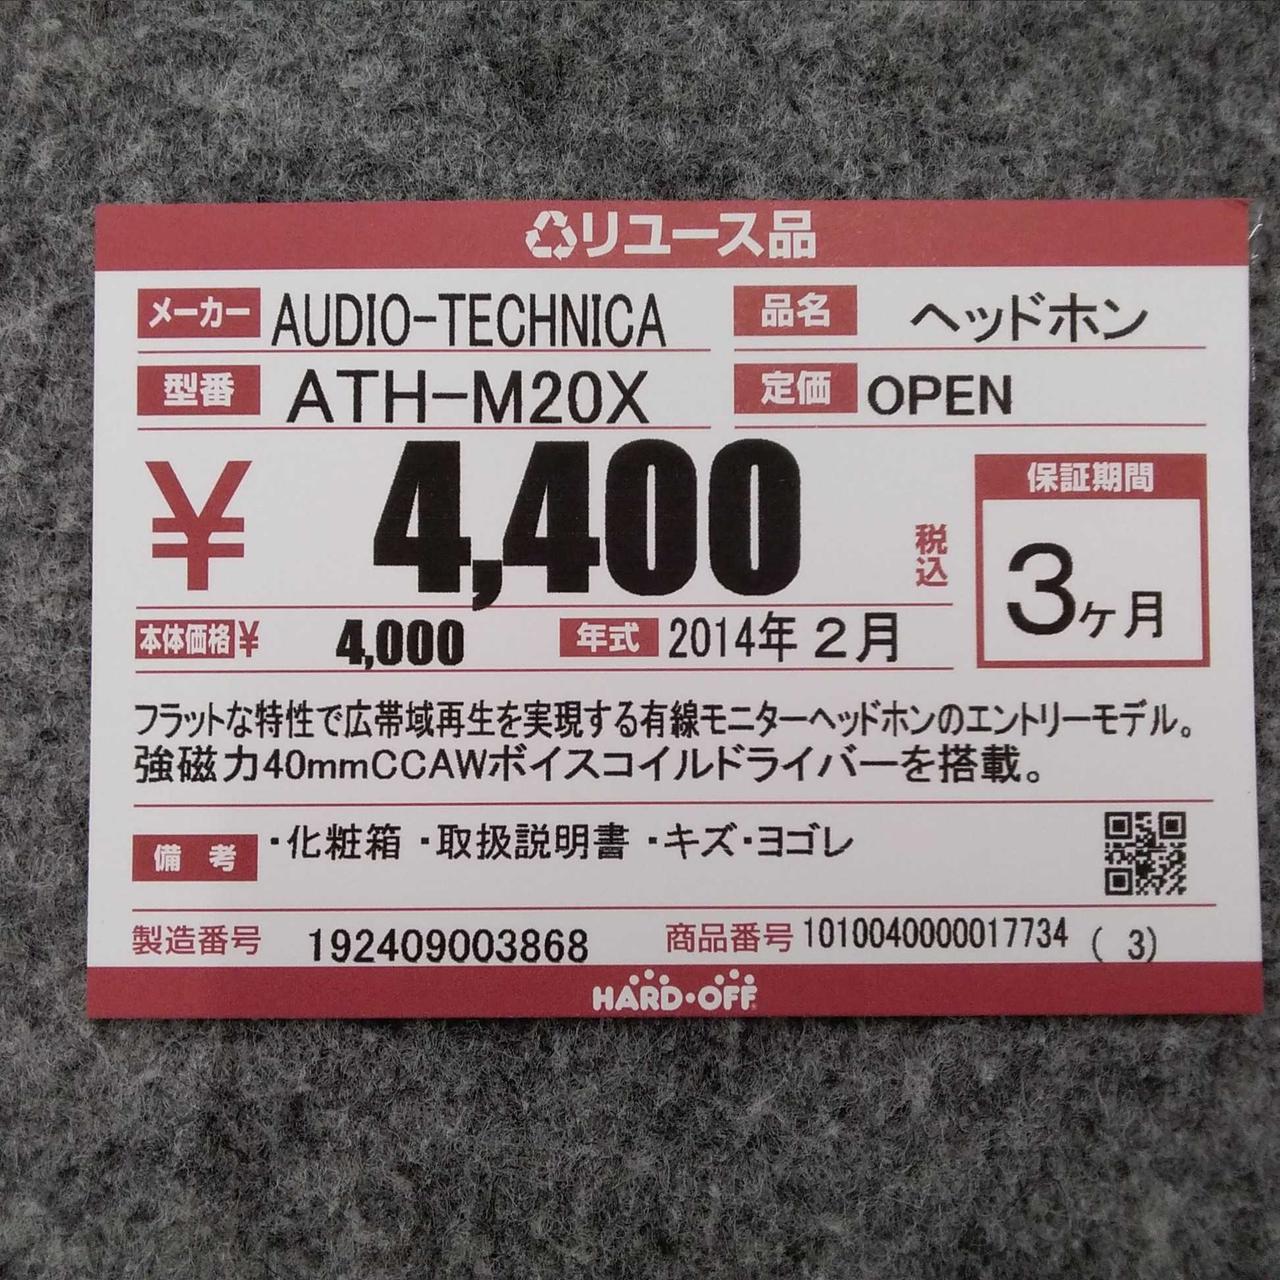 リユース品
メーカー AUDIO-TECHNICA 品名 ヘッドホン
型番 ATH-M20X 定価 OPEN
¥ 4,400 税込
保証期間
3ヶ月
本体価格¥ 4,000 年式 2014年 2月
フラットな特性で広帯域再生を実現する有線モニターヘッドホンのエントリーモデル。
強磁力40mmCCAWボイスコイルドライバーを搭載。
備考 ・化粧箱 ・取扱説明書 ・キズ・ヨゴレ
製造番号 192409003868 商品番号 1010040000017734 ( 3)
HARD・OFF